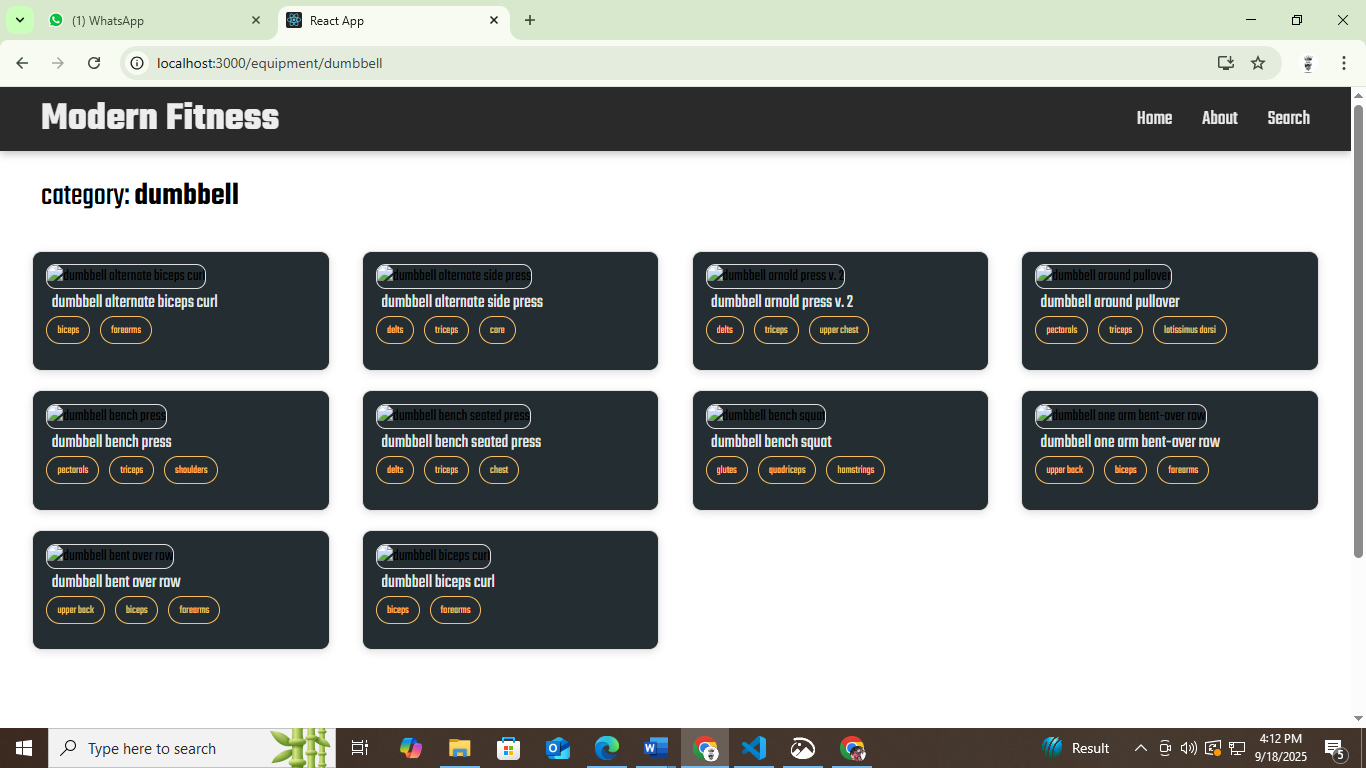 (1) WhatsApp
React App
localhost:3000/equipment/dumbbell
Modern Fitness
Home About Search
category: dumbbell
dumbbell alternate biceps curl
dumbbell alternate side press
dumbbell arnold press v. 2
dumbbell around pullover
dumbbell alternate biceps curl
dumbbell alternate side press
dumbbell arnold press v. 2
dumbbell around pullover
biceps forearms
delts triceps core
delts triceps upper chest
pectorals triceps latissimus dorsi
dumbbell bench press
dumbbell bench seated press
dumbbell bench squat
dumbbell one arm bent-over row
dumbbell bench press
dumbbell bench seated press
dumbbell bench squat
dumbbell one arm bent-over row
pectorals triceps shoulders
delts triceps chest
glutes quadriceps hamstrings
upper back biceps forearms
dumbbell bent over row
dumbbell biceps curl
dumbbell bent over row
dumbbell biceps curl
upper back biceps forearms
biceps forearms
Type here to search
Result
4:12 PM
9/18/2025
5